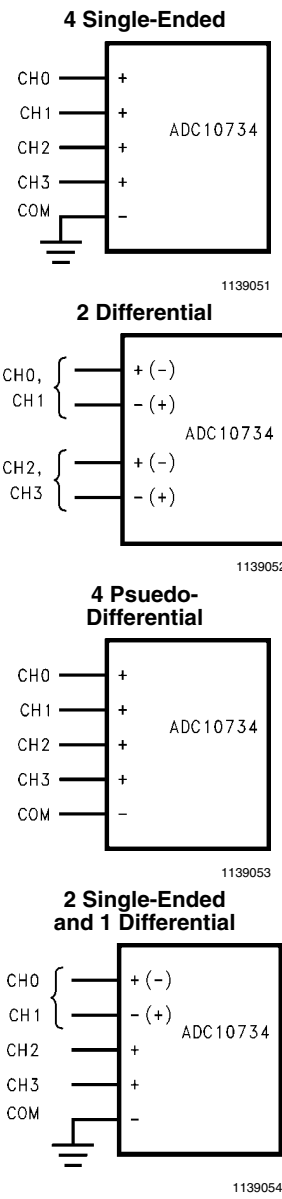 4 Single-Ended
CH0 +
CH1 +
ADC10734
CH2 +
CH3 +
COM -
1139051
2 Differential
CH0, + (-)
CH1 - (+)
ADC10734
CH2, + (-)
CH3 - (+)
1139052
4 Psuedo-
Differential
CH0 +
CH1 +
ADC10734
CH2 +
CH3 +
COM -
1139053
2 Single-Ended
and 1 Differential
CH0 + (-)
CH1 - (+)
ADC10734
CH2 +
CH3 +
COM -
1139054